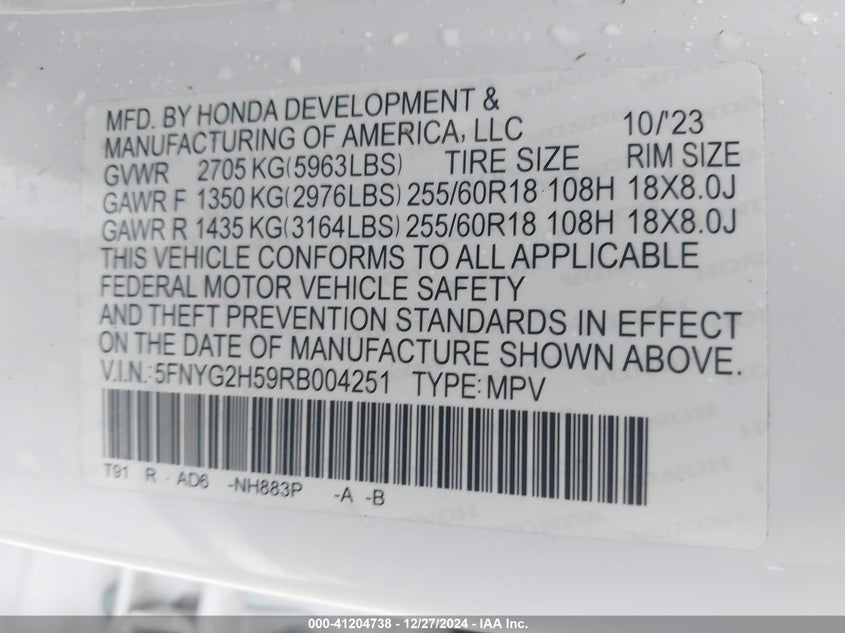 MFD. BY HONDA DEVELOPMENT &
MANUFACTURING OF AMERICA, LLC 10/'23
GVWR 2705 KG(5963LBS) TIRE SIZE RIM SIZE
GAWR F 1350 KG(2976LBS) 255/60R18 108H 18X8.0J
GAWR R 1435 KG(3164LBS) 255/60R18 108H 18X8.0J
THIS VEHICLE CONFORMS TO ALL APPLICABLE
FEDERAL MOTOR VEHICLE SAFETY
AND THEFT PREVENTION STANDARDS IN EFFECT
ON THE DATE OF MANUFACTURE SHOWN ABOVE.
V.I.N.: 5FNYG2H59RB004251 TYPE: MPV
T91 R - AD6 -NH883P -A -B
000-41204738 - 12/27/2024 - IAA Inc.